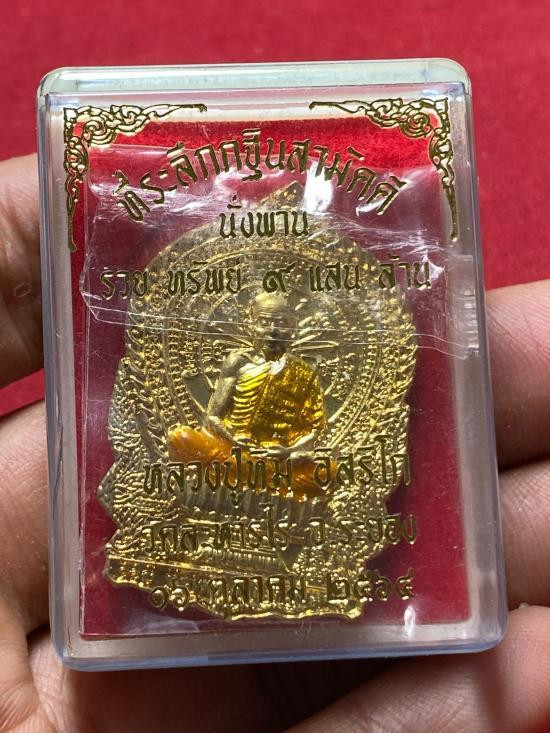 ที่ระลึกกฐินสามัคคี
นั่งพาน
รวย ทรัพย์ ๙ แสน ล้าน
หลวงปู่ทิม อิสริโก
ละหารไร่ อ.ระยอง
๑๖ ตุลาคม ๒๕๖๔